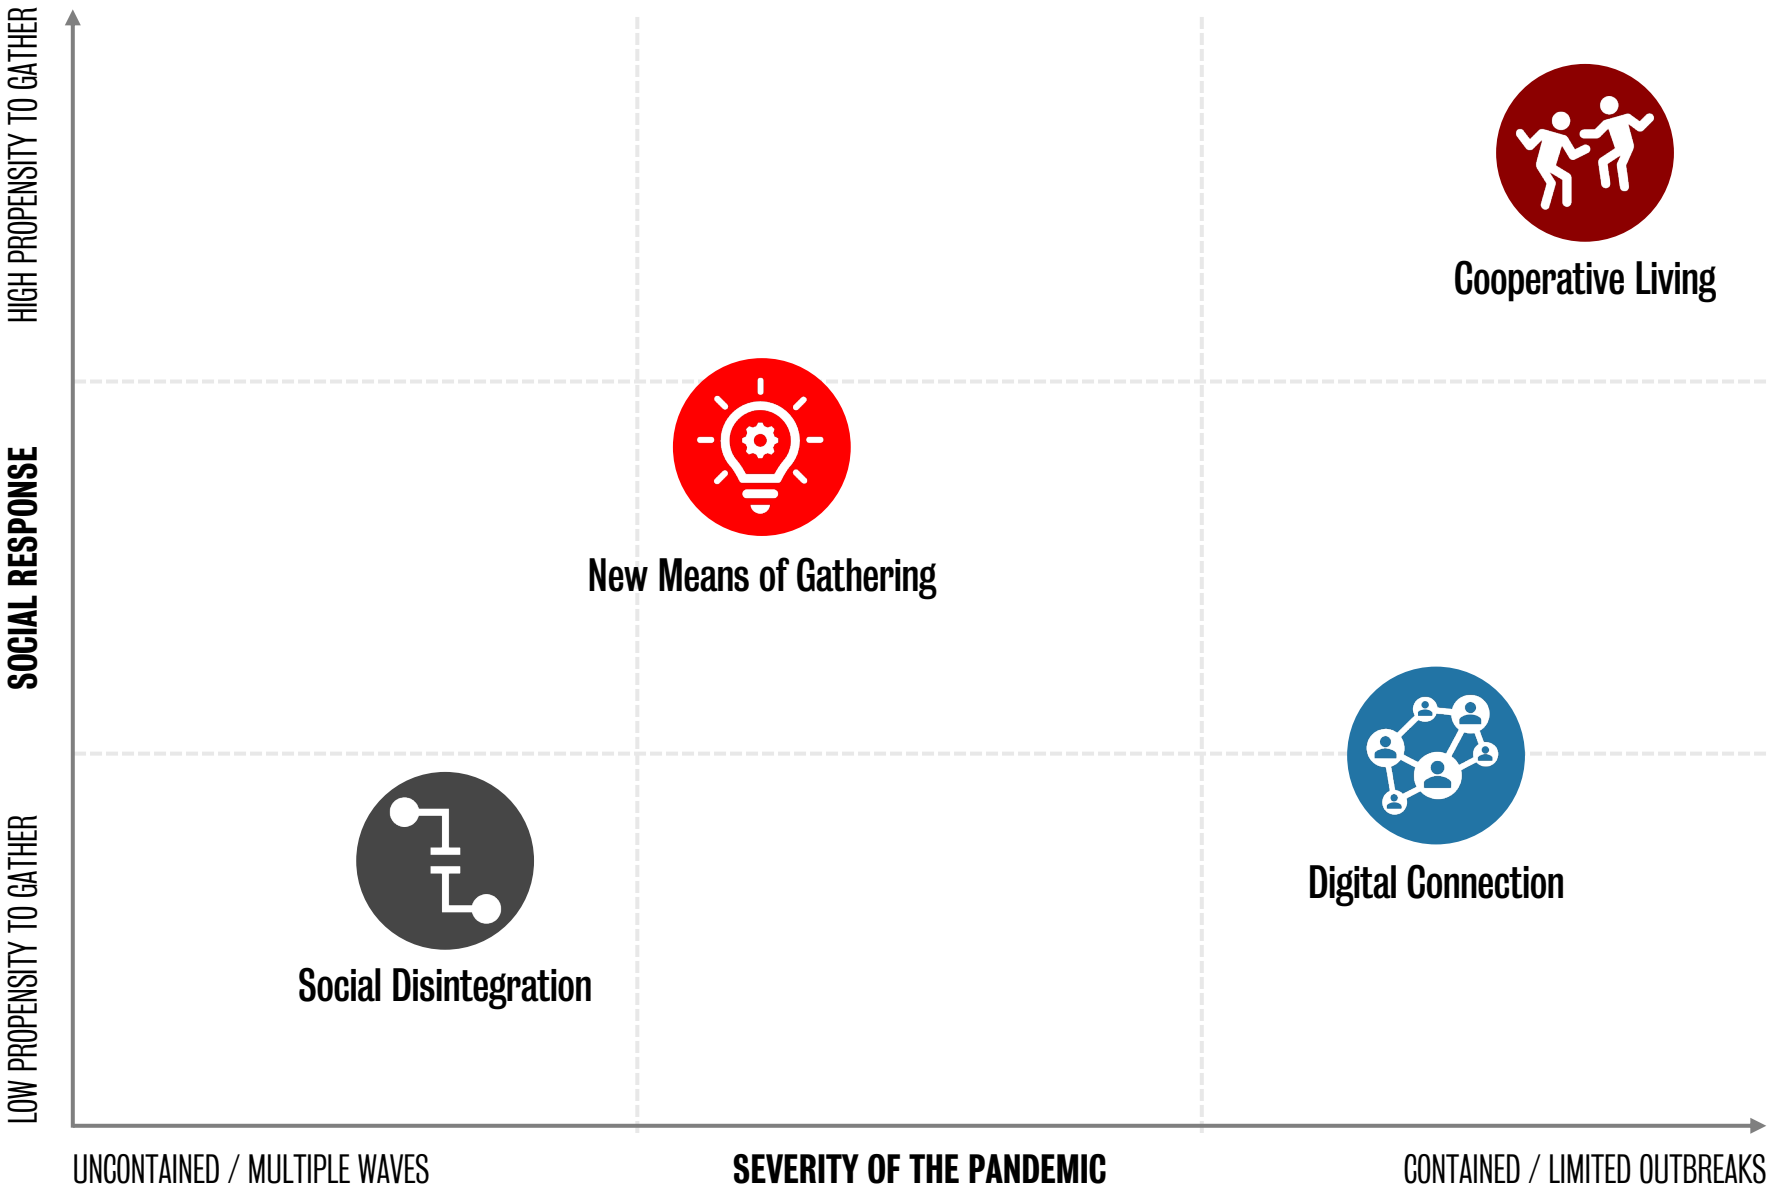 HIGH PROPENSITY TO GATHER
SOCIAL RESPONSE
LOW PROPENSITY TO GATHER
Cooperative Living
New Means of Gathering
Digital Connection
Social Disintegration
UNCONTAINED / MULTIPLE WAVES
SEVERITY OF THE PANDEMIC
CONTAINED / LIMITED OUTBREAKS